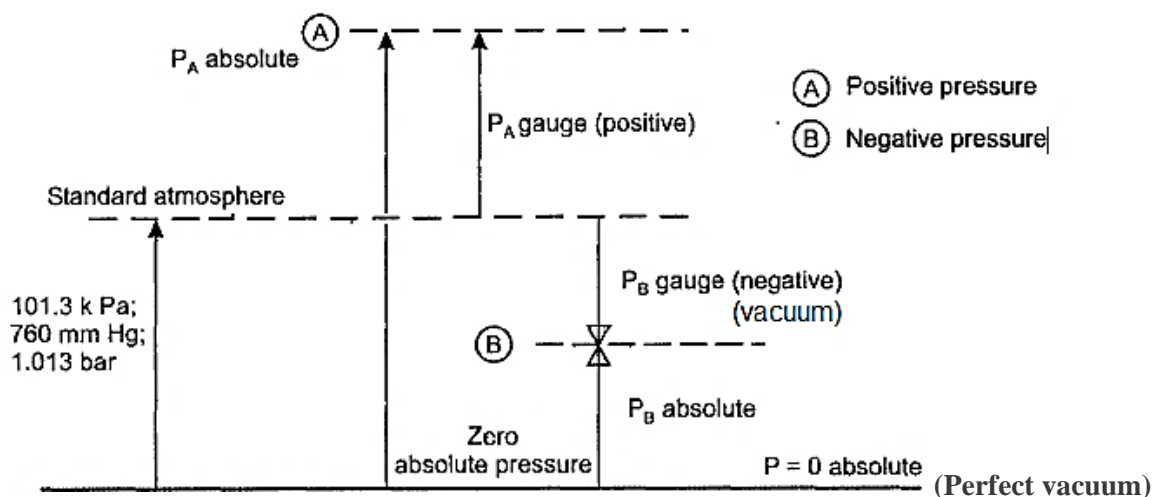 A
P_A absolute
P_A gauge (positive)
A Positive pressure
B Negative pressure
Standard atmosphere
101.3 k Pa;
760 mm Hg;
1.013 bar
P_B gauge (negative)
(vacuum)
B
P_B absolute
Zero
absolute pressure
P = 0 absolute
(Perfect vacuum)